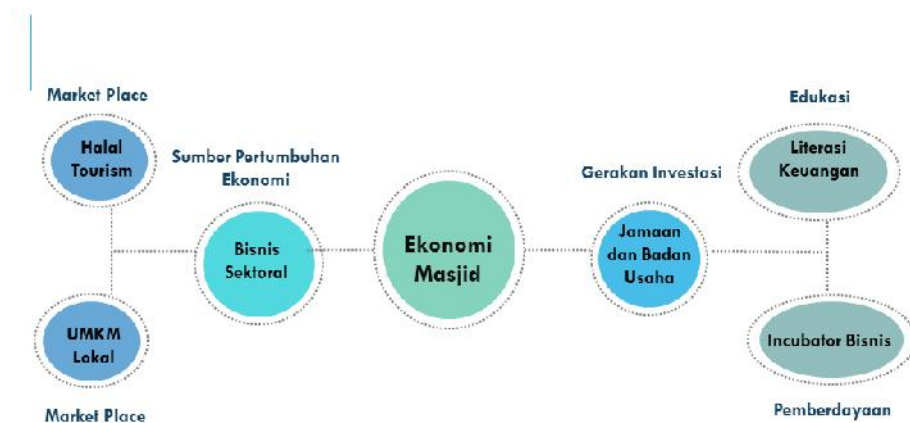 Market Place
Halal
Tourism
UMKM
Lokal
Market Place
Sumber Pertumbuhan
Ekonomi
Bisnis
Sektoral
Ekonomi
Masjid
Gerakan Investasi
Jamaan
dan Badan
Usaha
Edukasi
Literasi
Keuangan
Incubator Bisnis
Pemberdayaan